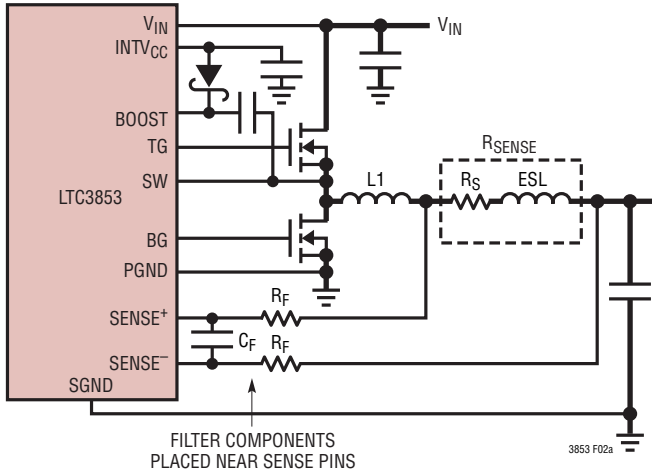 VIN
VIN
INTVCC
BOOST
TG
RSENSE
SW
L1
RS
ESL
LTC3853
BG
PGND
RF
SENSE+
CF
RF
SENSE–
SGND
FILTER COMPONENTS
PLACED NEAR SENSE PINS
3853 F02a